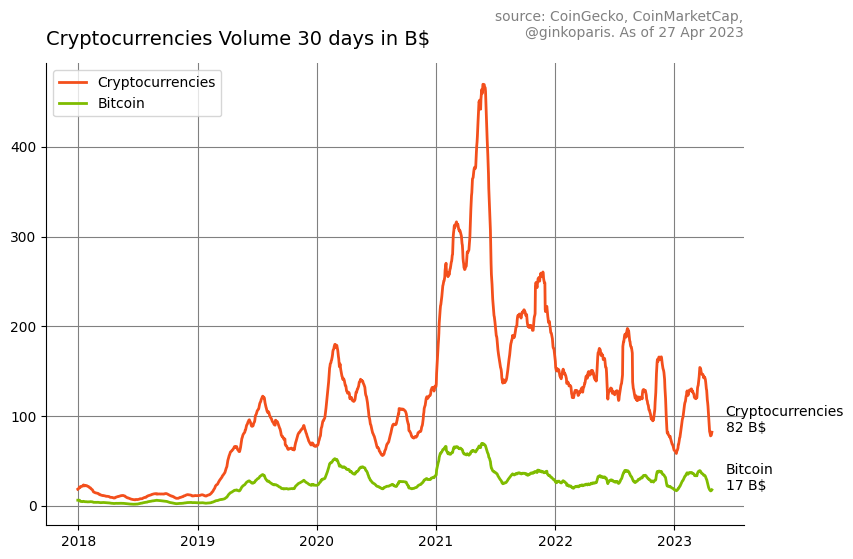 source: CoinGecko, CoinMarketCap,
@ginkoparis. As of 27 Apr 2023
Cryptocurrencies Volume 30 days in B$
Cryptocurrencies
Bitcoin
400
300
200
100
0
Cryptocurrencies
82 B$
Bitcoin
17 B$
2018
2019
2020
2021
2022
2023